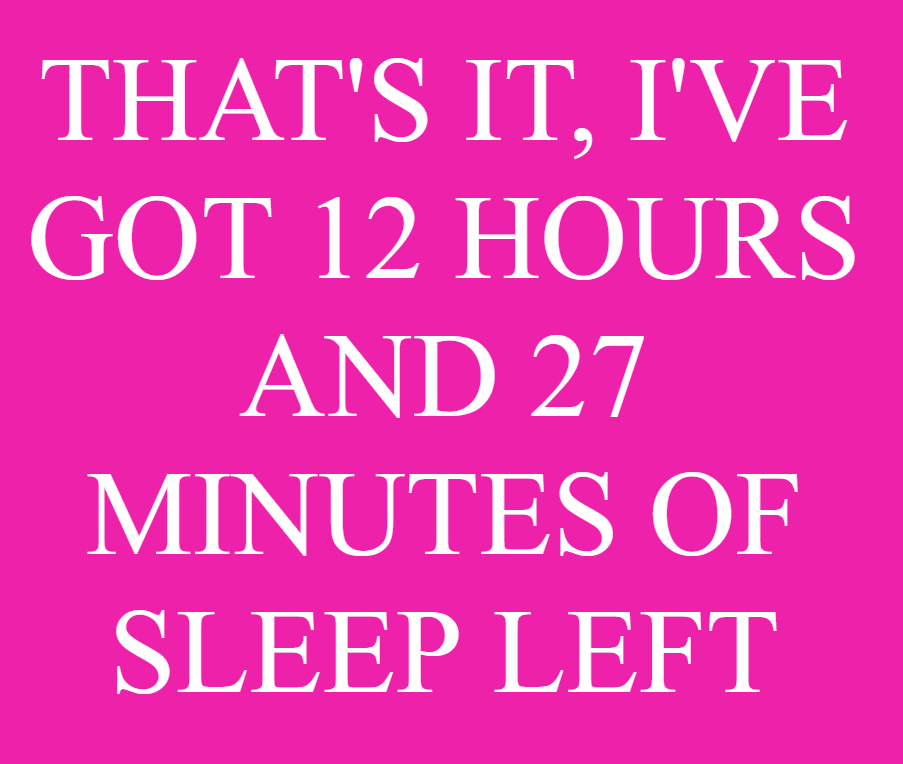 THAT'S IT, I'VE
GOT 12 HOURS
AND 27
MINUTES OF
SLEEP LEFT